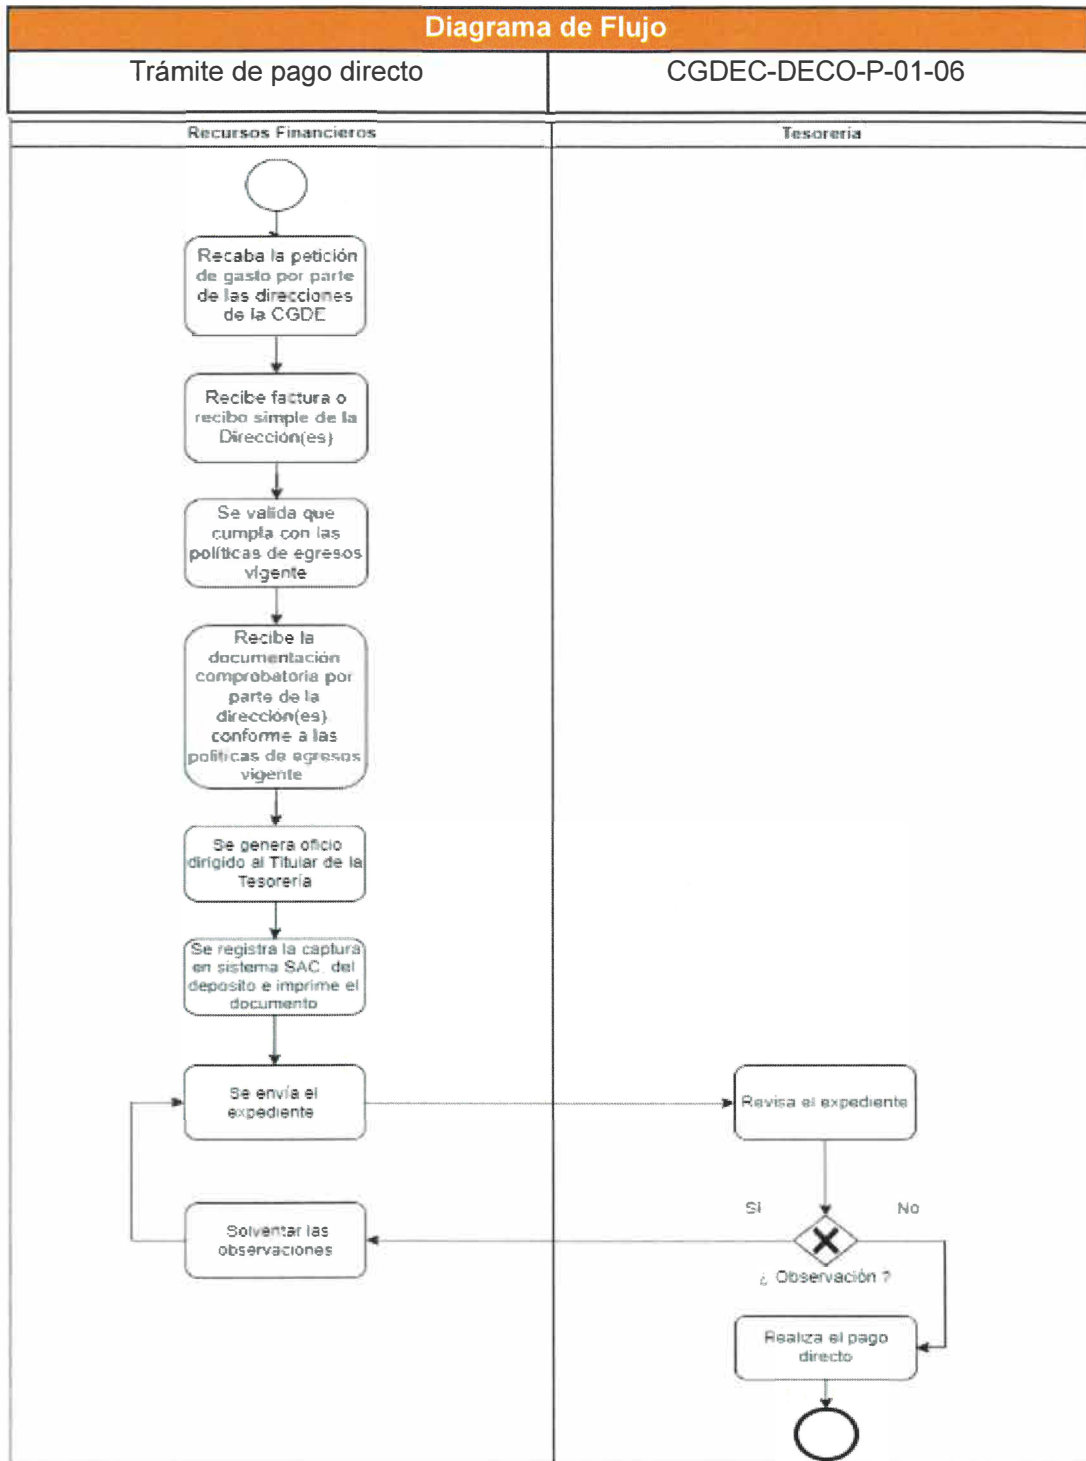 Diagrama de Flujo
Trámite de pago directo
CGDEC-DECO-P-01-06
Recursos Financieros
Tesorería
Recaba la petición
de gasto por parte
de las direcciones
de la CGDE
Recibe factura o
recibo simple de la
Dirección(es)
Se valida que
cumpla con las
políticas de egresos
vigente
Recibe la
documentación
comprobatoria por
parte de la
dirección(es)
conforme a las
políticas de egresos
vigente
Se genera oficio
dirigido al Titular de la
Tesorería
Se registra la captura
en sistema SAC, del
deposito e imprime el
documento
Se envía el
expediente
Revisa el expediente
Si
No
¿ Observación ?
Solventar las
observaciones
Realiza el pago
directo